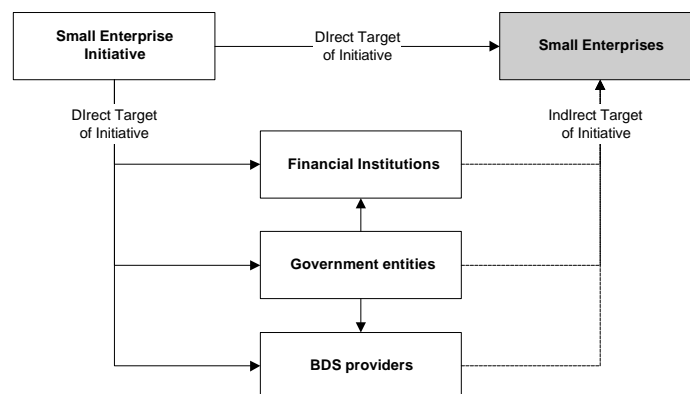 Small Enterprise
Initiative
DIrect Target
of Initiative
Small Enterprises
DIrect Target
of Initiative
IndIrect Target
of Initiative
Financial Institutions
Government entities
BDS providers